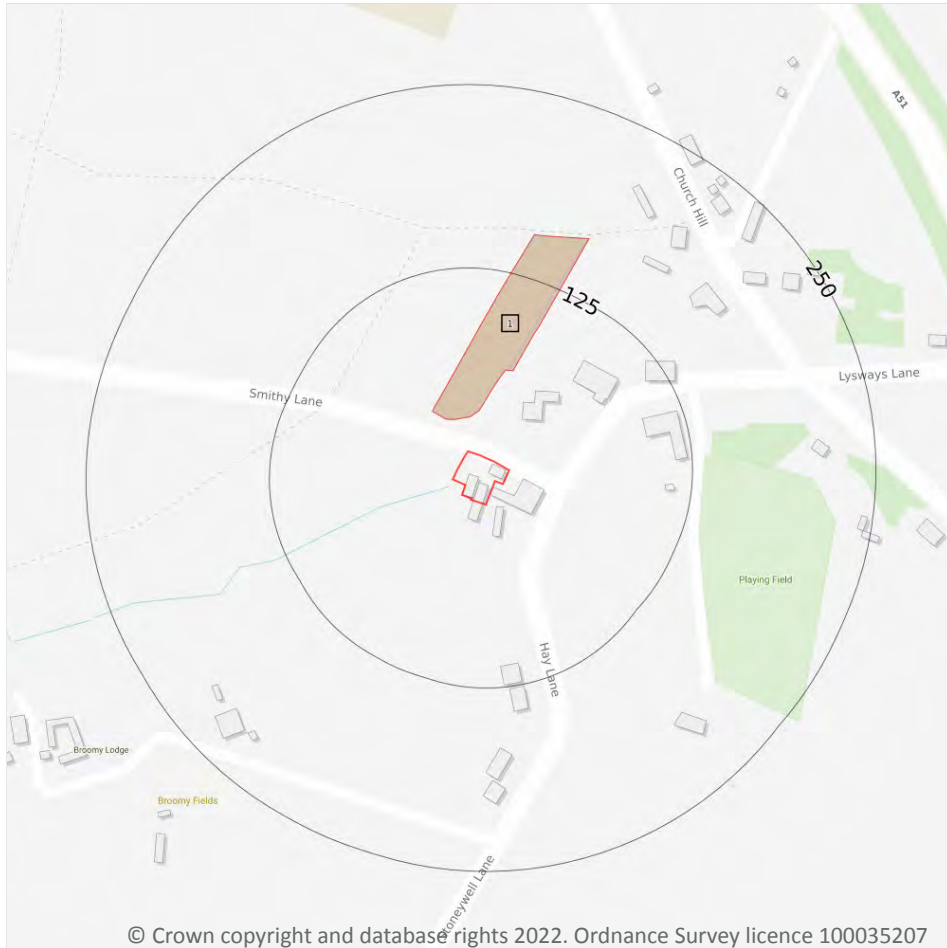 A51
Church Hill
250
125
1
Lysways Lane
Smithy Lane
Playing Field
Hay Lane
Broomy Lodge
Broomy Fields
Stoneywell Lane
© Crown copyright and database rights 2022. Ordnance Survey licence 100035207